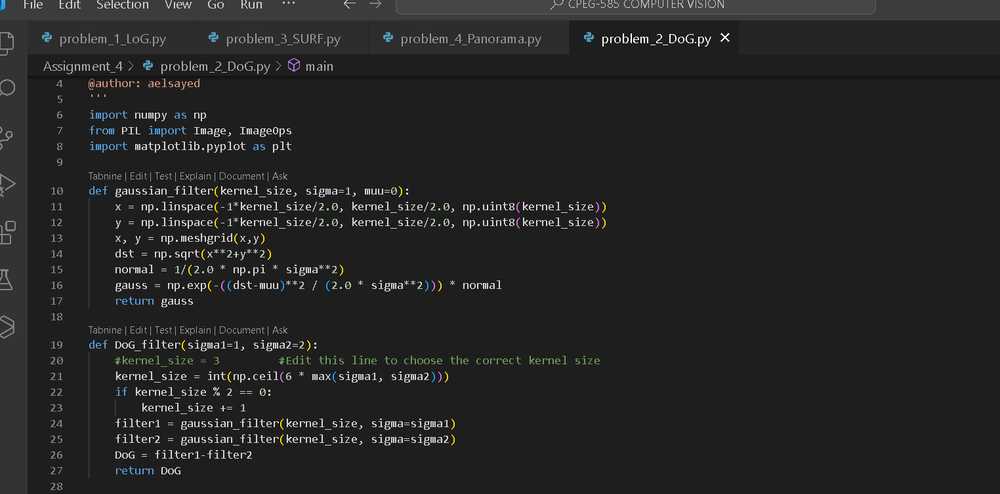 File Edit Selection View Go Run ··· ← → CPEG-585 COMPUTER VISION
problem_1_LoG.py problem_3_SURF.py problem_4_Panorama.py problem_2_DoG.py
Assignment_4 > problem_2_DoG.py > main
4 @author: aelsayed
5 '''
6 import numpy as np
7 from PIL import Image, ImageOps
8 import matplotlib.pyplot as plt
9
Tabnine | Edit | Test | Explain | Document | Ask
10 def gaussian_filter(kernel_size, sigma=1, muu=0):
11     x = np.linspace(-1*kernel_size/2.0, kernel_size/2.0, np.uint8(kernel_size))
12     y = np.linspace(-1*kernel_size/2.0, kernel_size/2.0, np.uint8(kernel_size))
13     x, y = np.meshgrid(x,y)
14     dst = np.sqrt(x**2+y**2)
15     normal = 1/(2.0 * np.pi * sigma**2)
16     gauss = np.exp(-((dst-muu)**2 / (2.0 * sigma**2))) * normal
17     return gauss
18
Tabnine | Edit | Test | Explain | Document | Ask
19 def DoG_filter(sigma1=1, sigma2=2):
20     #kernel_size = 3         #Edit this line to choose the correct kernel size
21     kernel_size = int(np.ceil(6 * max(sigma1, sigma2)))
22     if kernel_size % 2 == 0:
23         kernel_size += 1
24     filter1 = gaussian_filter(kernel_size, sigma=sigma1)
25     filter2 = gaussian_filter(kernel_size, sigma=sigma2)
26     DoG = filter1-filter2
27     return DoG
28